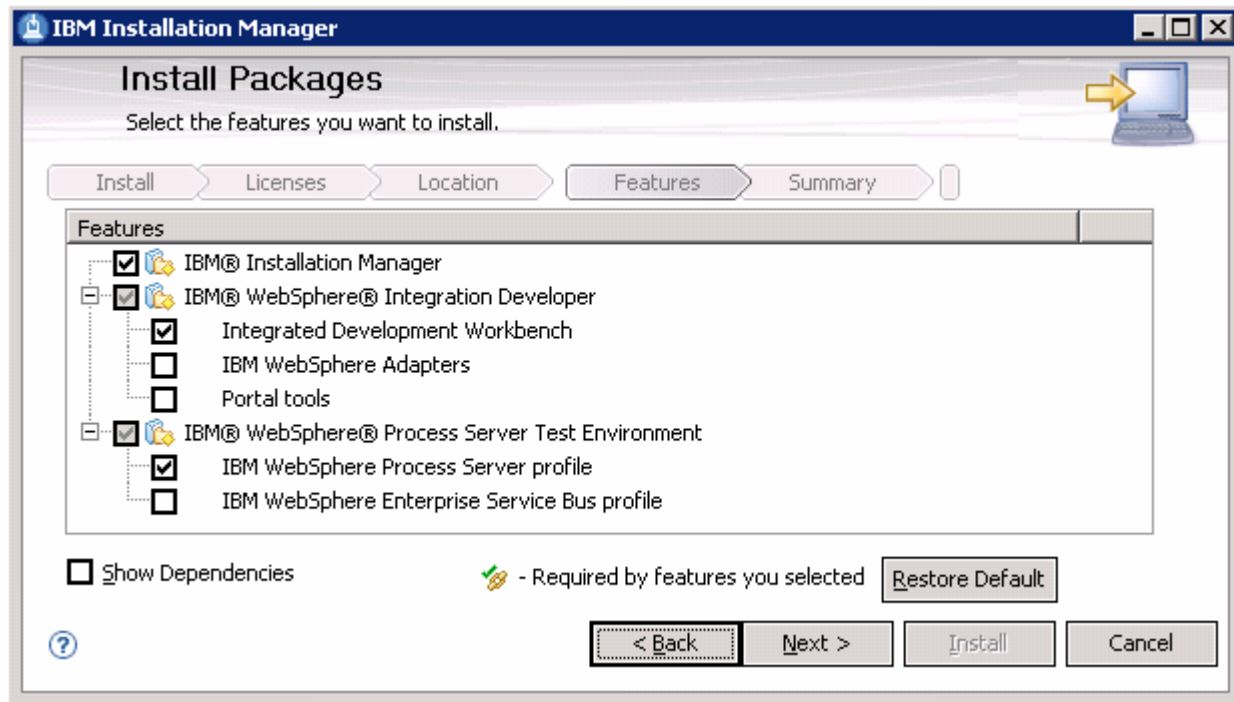 IBM Installation Manager
Install Packages
Select the features you want to install.
Install Licenses Location Features Summary
Features
IBM® Installation Manager
IBM® WebSphere® Integration Developer
Integrated Development Workbench
IBM WebSphere Adapters
Portal tools
IBM® WebSphere® Process Server Test Environment
IBM WebSphere Process Server profile
IBM WebSphere Enterprise Service Bus profile
Show Dependencies - Required by features you selected Restore Default
? < Back Next > Install Cancel